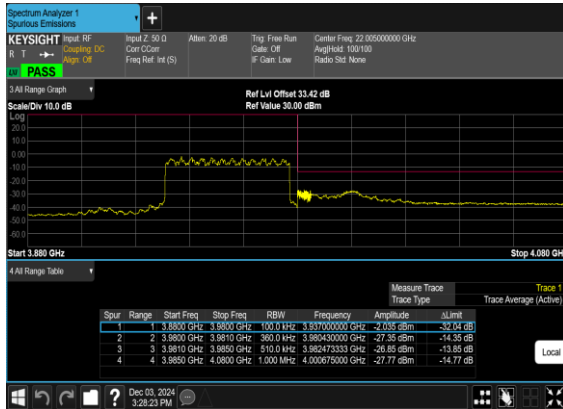 Spectrum Analyzer 1
Spurious Emissions
KEYSIGHT
R T
PASS
Input: RF
Coupling: DC
Align: Off
Input Z: 50 Ω
Corr CCorr
Freq Ref: Int (S)
Atten: 20 dB
Trig: Free Run
Gate: Off
IF Gain: Low
Center Freq: 22.005000000 GHz
Avg|Hold: 100/100
Radio Std: None
3 All Range Graph
Scale/Div 10.0 dB
Ref Lvl Offset 33.42 dB
Ref Value 30.00 dBm
Log
20.0
10.0
0.00
-10.0
-20.0
-30.0
-40.0
-50.0
-60.0
Start 3.880 GHz
Stop 4.080 GH
4 All Range Table
Measure Trace Trace 1
Trace Type Trace Average (Active)
Spur Range Start Freq Stop Freq RBW Frequency Amplitude ΔLimit
1 1 3.8800 GHz 3.9800 GHz 100.0 kHz 3.937000000 GHz -2.035 dBm -32.04 dB
2 2 3.9800 GHz 3.9810 GHz 360.0 kHz 3.980430000 GHz -27.35 dBm -14.35 dB
3 3 3.9810 GHz 3.9850 GHz 510.0 kHz 3.982473333 GHz -26.85 dBm -13.85 dB
4 4 3.9850 GHz 4.0800 GHz 1.000 MHz 4.000675000 GHz -27.77 dBm -14.77 dB
Local
?
Dec 03, 2024
3:28:23 PM